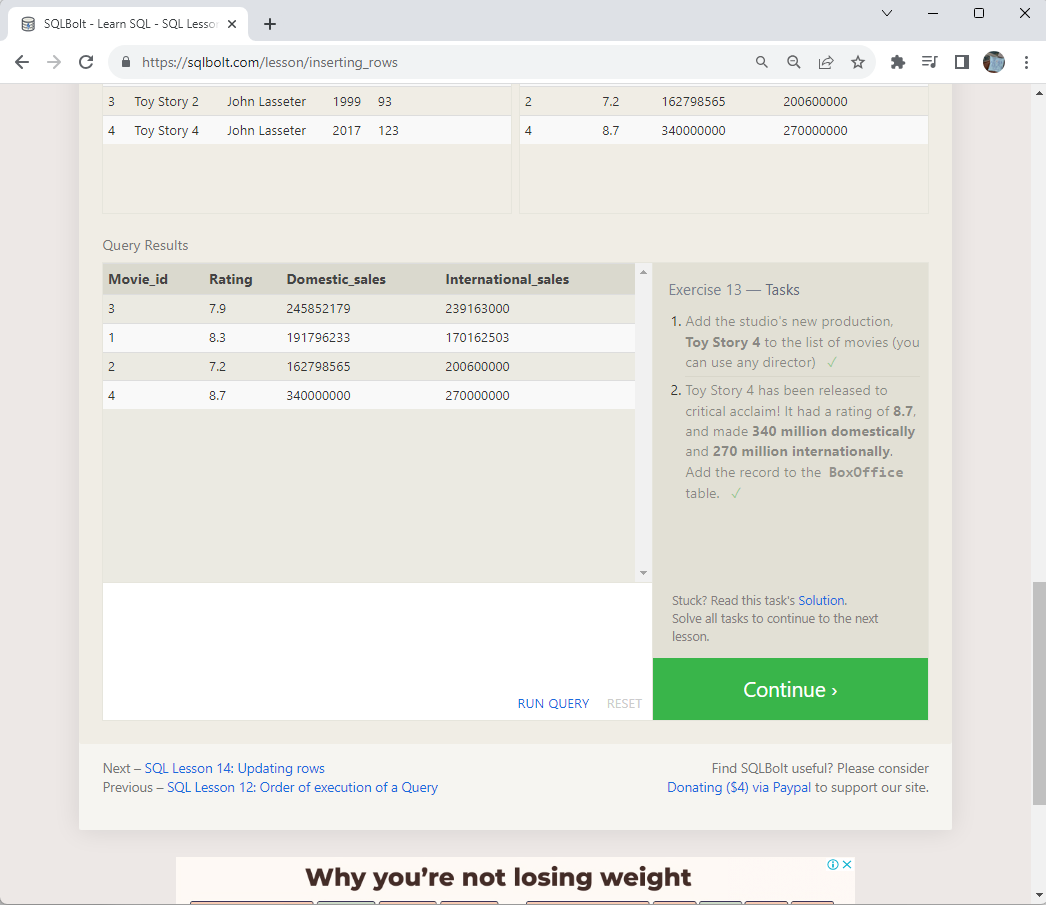 SQLBolt - Learn SQL - SQL Lesson
https://sqlbolt.com/lesson/inserting_rows
3 Toy Story 2 John Lasseter 1999 93 2 7.2 162798565 200600000
4 Toy Story 4 John Lasseter 2017 123 4 8.7 340000000 270000000
Query Results
Movie_id Rating Domestic_sales International_sales
3 7.9 245852179 239163000
1 8.3 191796233 170162503
2 7.2 162798565 200600000
4 8.7 340000000 270000000
Exercise 13 — Tasks
1. Add the studio's new production,
Toy Story 4 to the list of movies (you
can use any director) ✓
2. Toy Story 4 has been released to
critical acclaim! It had a rating of 8.7,
and made 340 million domestically
and 270 million internationally.
Add the record to the BoxOffice
table. ✓
Stuck? Read this task's Solution.
Solve all tasks to continue to the next
lesson.
RUN QUERY RESET
Continue ›
Next – SQL Lesson 14: Updating rows
Previous – SQL Lesson 12: Order of execution of a Query
Find SQLBolt useful? Please consider
Donating ($4) via Paypal to support our site.
Why you're not losing weight